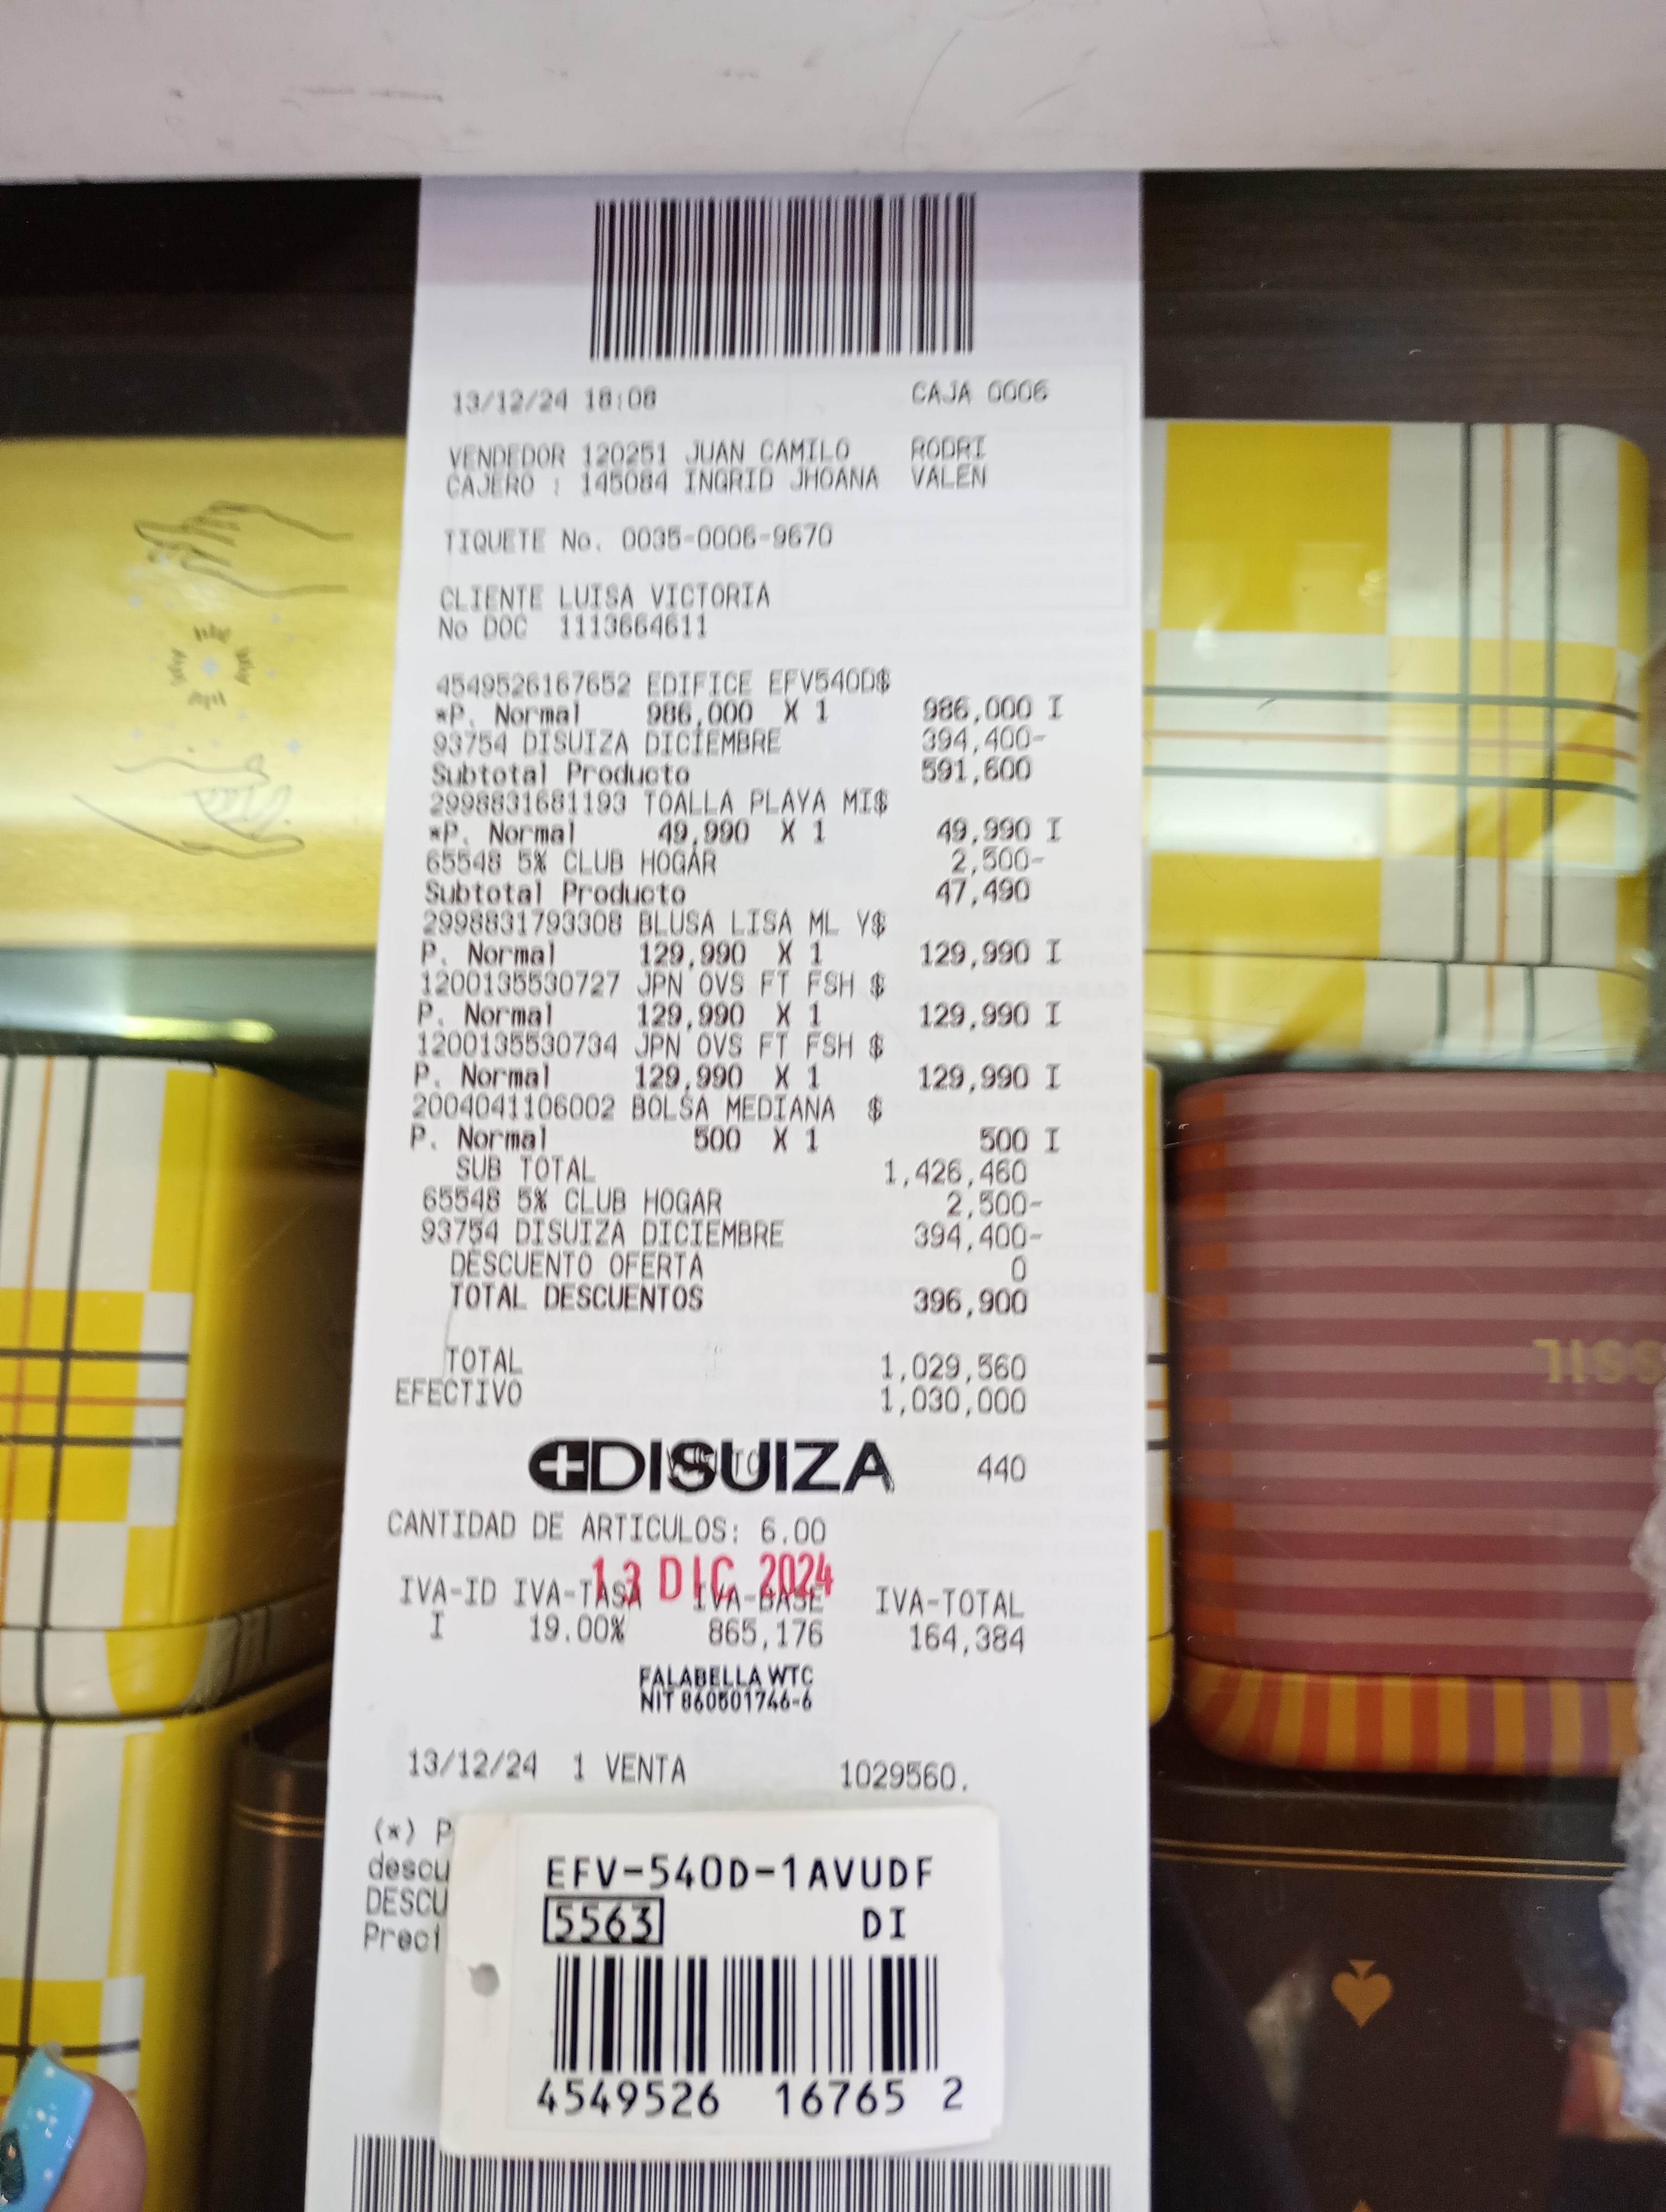 13/12/24 18:08 CAJA 0006
VENDEDOR 120251 JUAN CAMILO RODRI
CAJERO : 145084 INGRID JHOANA VALEN
TIQUETE No. 0035-0006-9670
CLIENTE LUISA VICTORIA
No DOC 1113664611
4549526167652 EDIFICE EFV540D$
*P. Normal 986,000 X 1 986,000 I
93754 DISUIZA DICIEMBRE 394,400-
Subtotal Producto 591,600
2998831681193 TOALLA PLAYA MI$
*P. Normal 49,990 X 1 49,990 I
65548 5% CLUB HOGAR 2,500-
Subtotal Producto 47,490
2998831793308 BLUSA LISA ML Y$
P. Normal 129,990 X 1 129,990 I
1200135530727 JPN OVS FT FSH $
P. Normal 129,990 X 1 129,990 I
1200135530734 JPN OVS FT FSH $
P. Normal 129,990 X 1 129,990 I
2004041106002 BOLSA MEDIANA $
P. Normal 500 X 1 500 I
SUB TOTAL 1,426,460
65548 5% CLUB HOGAR 2,500-
93754 DISUIZA DICIEMBRE 394,400-
DESCUENTO OFERTA 0
TOTAL DESCUENTOS 396,900
TOTAL 1,029,560
EFECTIVO 1,030,000
DISUIZA 440
CANTIDAD DE ARTICULOS: 6.00
13 DIC 2024
IVA-ID IVA-TASA IVA-BASE IVA-TOTAL
I 19.00% 865,176 164,384
FALABELLA WTC
NIT 860501746-6
13/12/24 1 VENTA 1029560.
(*) P
descu
DESCU
Preci
EFV-540D-1AVUDF
5563 DI
4549526 16765 2
SSIL